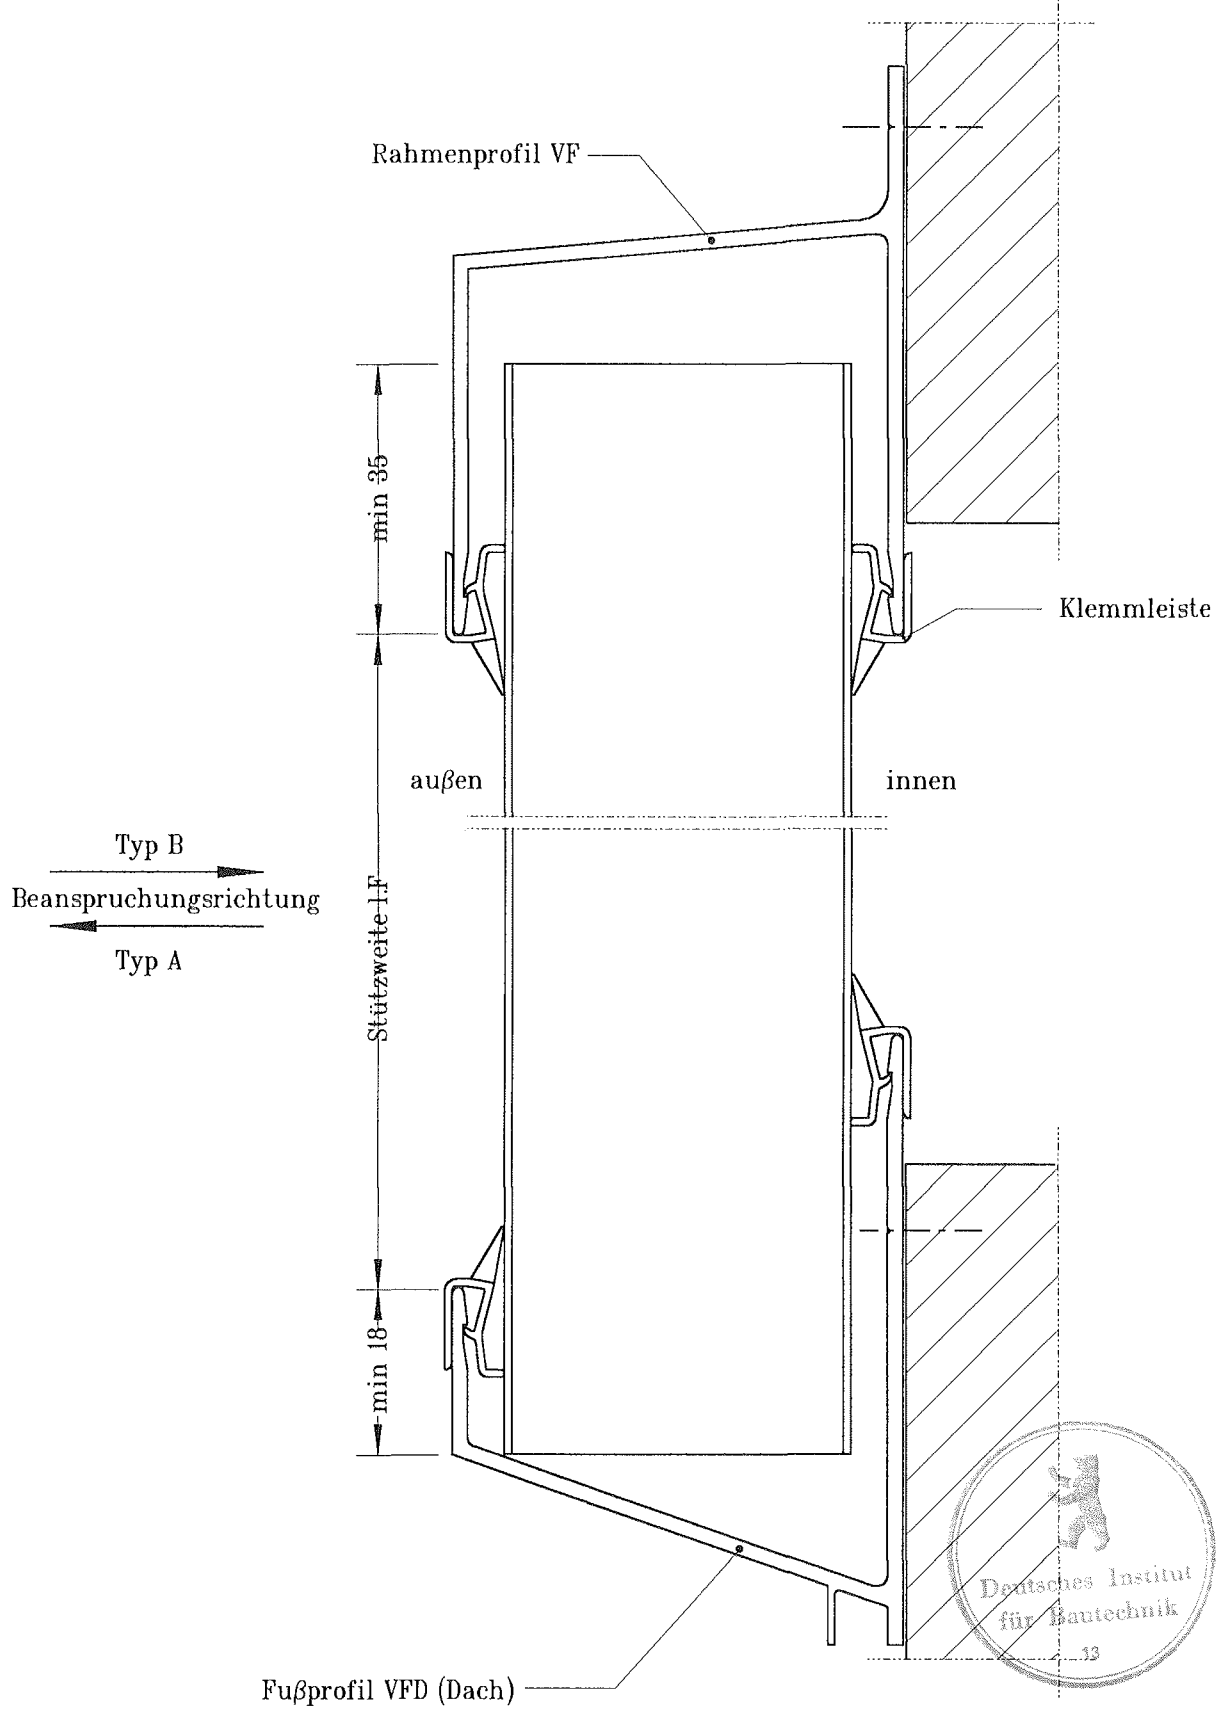 Rahmenprofil VF
min 35
Klemmleiste
außen
innen
Typ B
Beanspruchungsrichtung
Typ A
Stützweite l.F
min 18
Deutsches Institut
für Bautechnik
13
Fußprofil VFD (Dach)